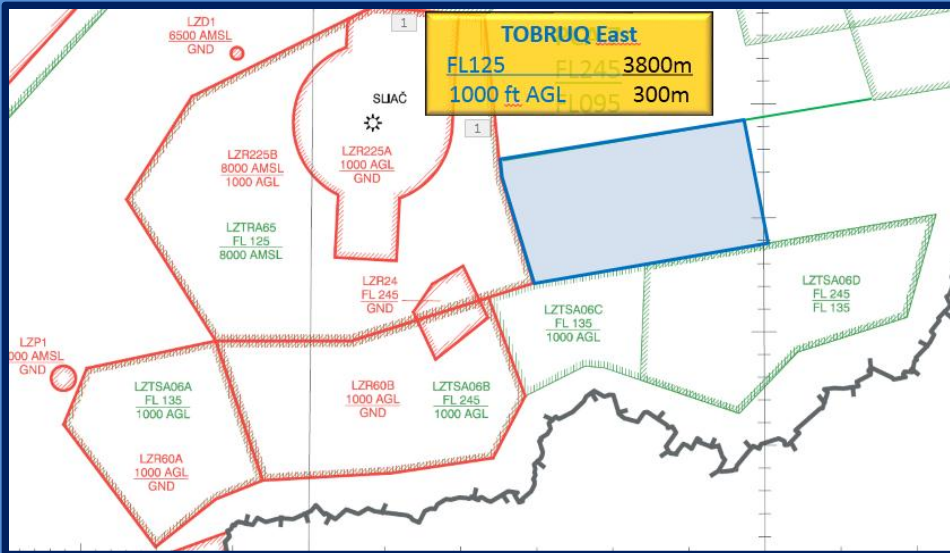 LZD1
6500 AMSL
GND
1
TOBRUQ East
FL125 3800m
1000 ft AGL 300m
FL245
FL095
SLIAČ
1
LZR225B
8000 AMSL
1000 AGL
LZR225A
1000 AGL
GND
LZTRA65
FL 125
8000 AMSL
LZR24
FL 245
GND
LZTSA06D
FL 245
FL 135
LZTSA06C
FL 135
1000 AGL
LZP1
000 AMSL
GND
LZTSA06A
FL 135
1000 AGL
LZR60B
1000 AGL
GND
LZTSA06B
FL 245
1000 AGL
LZR60A
1000 AGL
GND